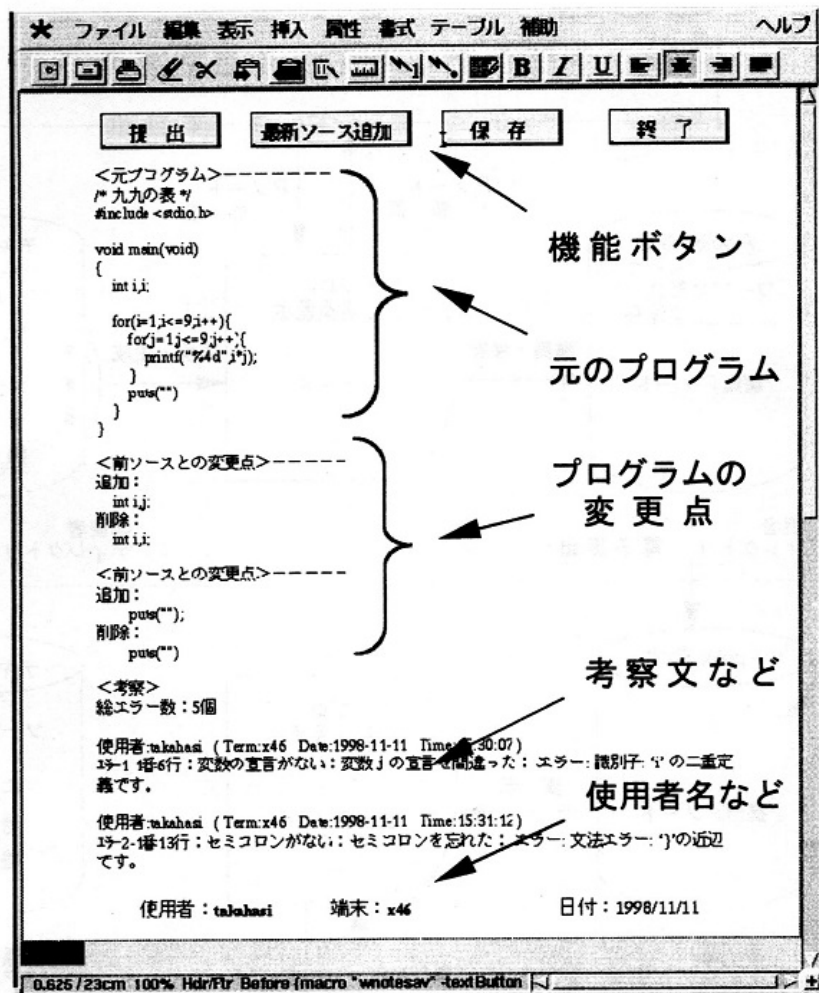 ファイル 編集 表示 挿入 属性 書式 テーブル 補助 ヘルプ
B I U
提 出 最新ソース追加 保 存 終 了
<元プログラム>-------
/* 九九の表 */
#include <stdio.h>
void main(void)
{
int i,i;
for(i=1;i<=9;i++){
for(j=1;j<=9;j++){
printf("%4d",i*j);
}
puts("")
}
}
<前ソースとの変更点>-----
追加:
int i,j;
削除:
int i,i;
<前ソースとの変更点>-----
追加:
puts("");
削除:
puts("")
<考察>
総エラー数:5個
使用者:takahasi (Term:x46 Date:1998-11-11 Time: :30:07)
エラー1 1番6行:変数の宣言がない:変数jの宣言を間違った: エラー: 識別子: 'i' の二重定
義です。
使用者:takahasi (Term:x46 Date:1998-11-11 Time:15:31:12)
エラー2-1番13行:セミコロンがない:セミコロンを忘れた: エラー: 文法エラー: '}'の近辺
です。
使用者:takahasi 端末:x46 日付:1998/11/11
0.625/23cm 100% Hdr/Ftr Before {macro "wnotesav" -textButton
機能ボタン
元のプログラム
プログラムの
変更点
考察文など
使用者名など